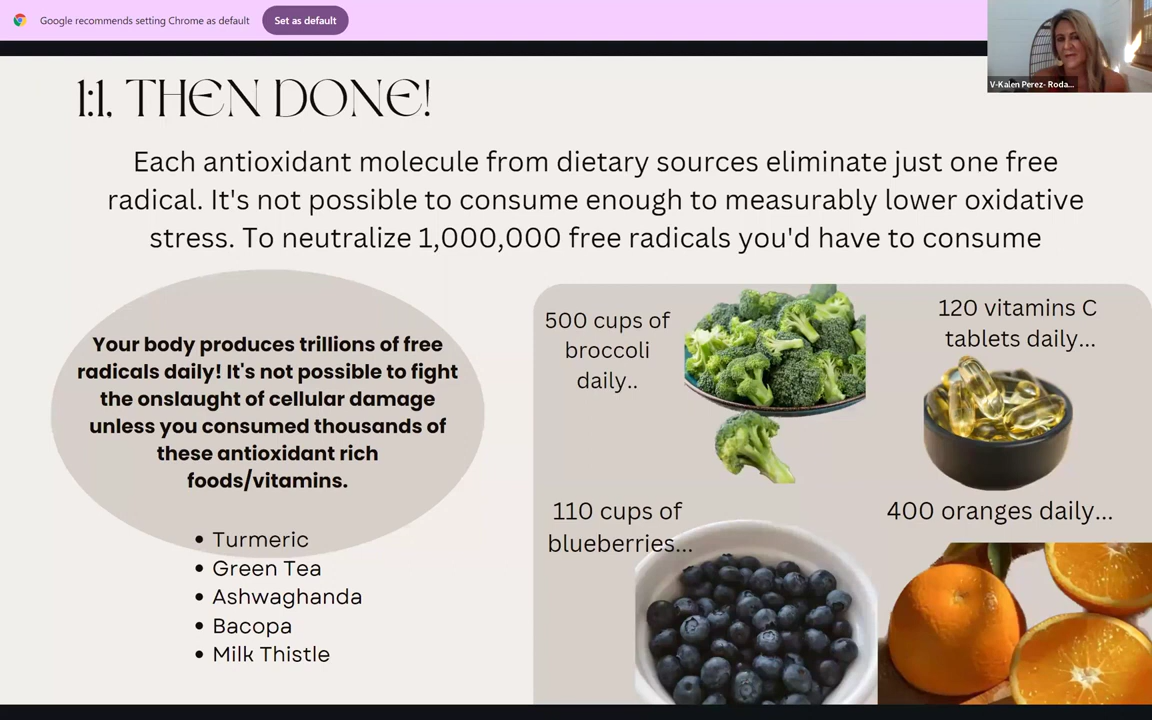 Google recommends setting Chrome as default
Set as default
V-Kalen Perez- Roda...
1:1, THEN DONE!
Each antioxidant molecule from dietary sources eliminate just one free
radical. It's not possible to consume enough to measurably lower oxidative
stress. To neutralize 1,000,000 free radicals you'd have to consume
Your body produces trillions of free
radicals daily! It's not possible to fight
the onslaught of cellular damage
unless you consumed thousands of
these antioxidant rich
foods/vitamins.
• Turmeric
• Green Tea
• Ashwaghanda
• Bacopa
• Milk Thistle
500 cups of
broccoli
daily..
120 vitamins C
tablets daily...
110 cups of
blueberries...
400 oranges daily...